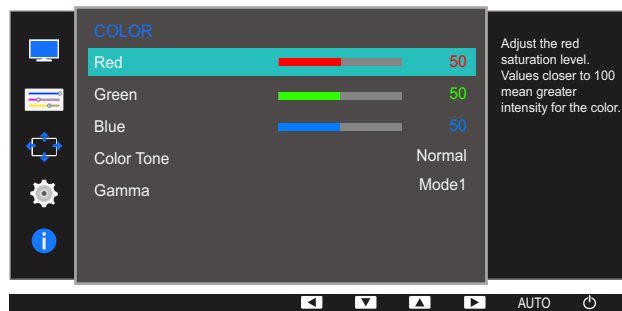 COLOR
Red 50
Green 50
Blue 50
Color Tone Normal
Gamma Mode1
Adjust the red
saturation level.
Values closer to 100
mean greater
intensity for the color.
AUTO